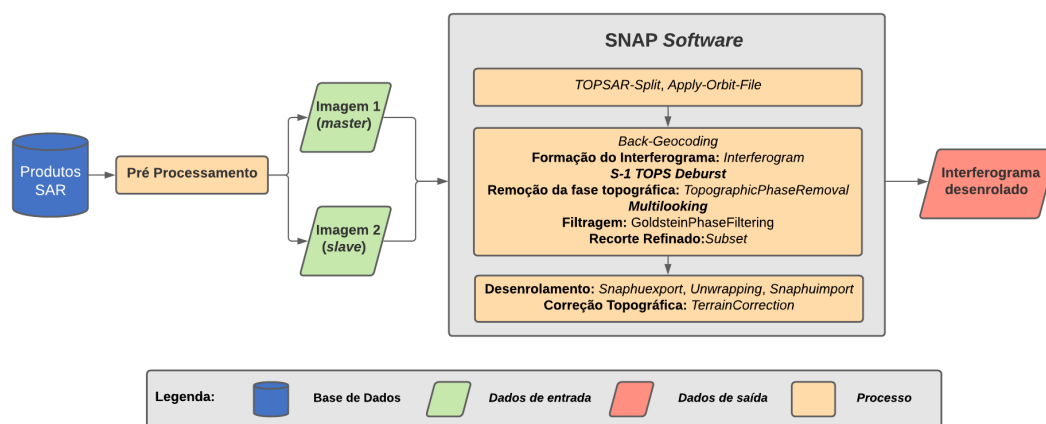 SNAP Software
TOPSAR-Split, Apply-Orbit-File
Produtos
SAR
Pré Processamento
Imagem 1
(master)
Imagem 2
(slave)
Back-Geocoding
Formação do Interferograma: Interferogram
S-1 TOPS Deburst
Remoção da fase topográfica: TopographicPhaseRemoval
Multilooking
Filtragem: GoldsteinPhaseFiltering
Recorte Refinado:Subset
Desenrolamento: Snaphuexport, Unwrapping, Snaphuimport
Correção Topográfica: TerrainCorrection
Interferograma
desenrolado
Legenda:
Base de Dados
Dados de entrada
Dados de saída
Processo